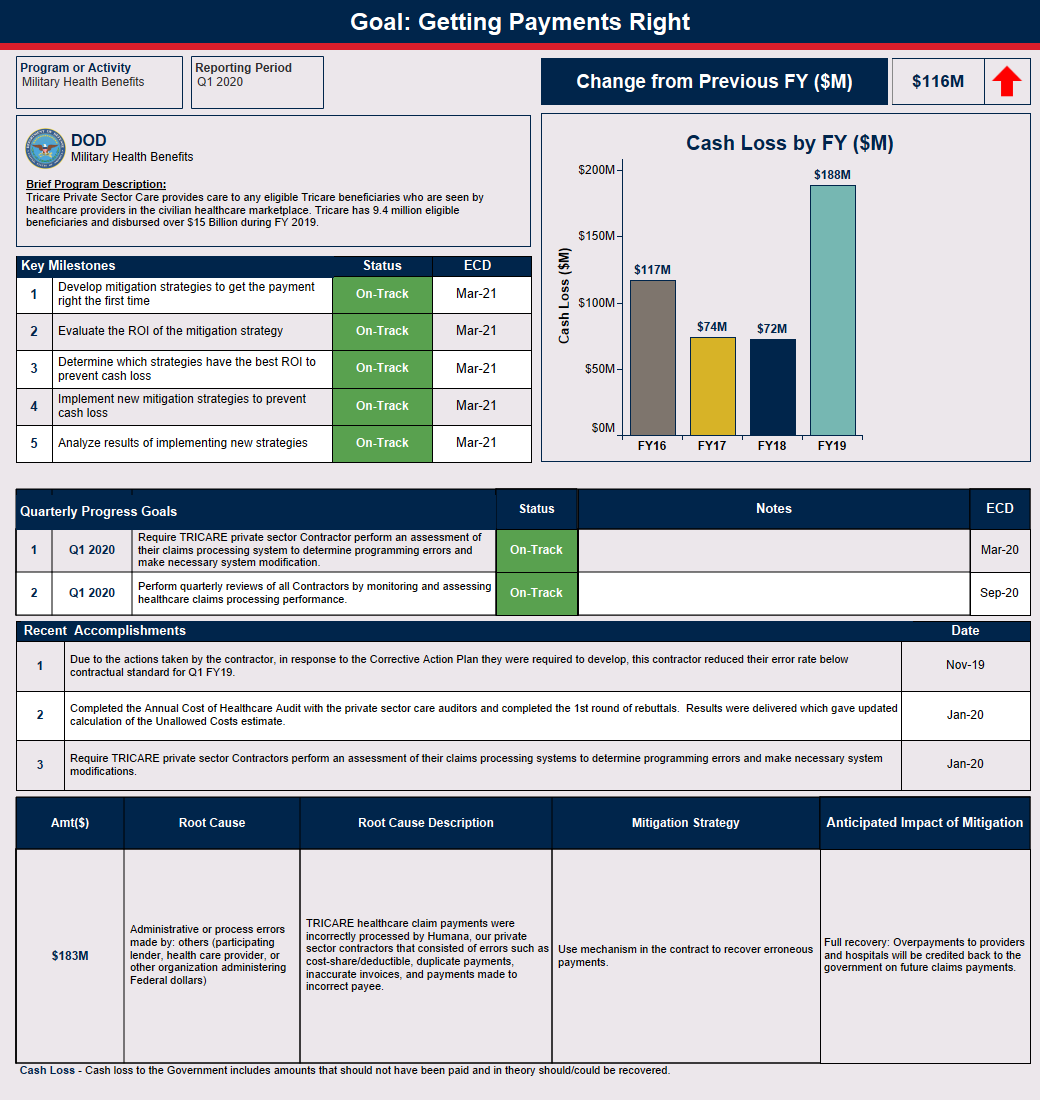 Goal: Getting Payments Right
Program or Activity
Military Health Benefits
Reporting Period
Q1 2020
Change from Previous FY ($M)
$116M
DOD
Military Health Benefits
Brief Program Description:
Tricare Private Sector Care provides care to any eligible Tricare beneficiaries who are seen by
healthcare providers in the civilian healthcare marketplace. Tricare has 9.4 million eligible
beneficiaries and disbursed over $15 Billion during FY 2019.
Key Milestones Status ECD
1 Develop mitigation strategies to get the payment
right the first time On-Track Mar-21
2 Evaluate the ROI of the mitigation strategy On-Track Mar-21
3 Determine which strategies have the best ROI to
prevent cash loss On-Track Mar-21
4 Implement new mitigation strategies to prevent
cash loss On-Track Mar-21
5 Analyze results of implementing new strategies On-Track Mar-21
Cash Loss by FY ($M)
Cash Loss ($M)
$200M
$150M
$100M
$50M
$0M
$117M
$74M
$72M
$188M
FY16 FY17 FY18 FY19
Quarterly Progress Goals Status Notes ECD
1 Q1 2020 Require TRICARE private sector Contractor perform an assessment of
their claims processing system to determine programming errors and
make necessary system modification. On-Track Mar-20
2 Q1 2020 Perform quarterly reviews of all Contractors by monitoring and assessing
healthcare claims processing performance. On-Track Sep-20
Recent Accomplishments Date
1 Due to the actions taken by the contractor, in response to the Corrective Action Plan they were required to develop, this contractor reduced their error rate below
contractual standard for Q1 FY19. Nov-19
2 Completed the Annual Cost of Healthcare Audit with the private sector care auditors and completed the 1st round of rebuttals. Results were delivered which gave updated
calculation of the Unallowed Costs estimate. Jan-20
3 Require TRICARE private sector Contractors perform an assessment of their claims processing systems to determine programming errors and make necessary system
modifications. Jan-20
Amt($) Root Cause Root Cause Description Mitigation Strategy Anticipated Impact of Mitigation
$183M
Administrative or process errors
made by: others (participating
lender, health care provider, or
other organization administering
Federal dollars)
TRICARE healthcare claim payments were
incorrectly processed by Humana, our private
sector contractors that consisted of errors such as
cost-share/deductible, duplicate payments,
inaccurate invoices, and payments made to
incorrect payee.
Use mechanism in the contract to recover erroneous
payments.
Full recovery: Overpayments to providers
and hospitals will be credited back to the
government on future claims payments.
Cash Loss - Cash loss to the Government includes amounts that should not have been paid and in theory should/could be recovered.